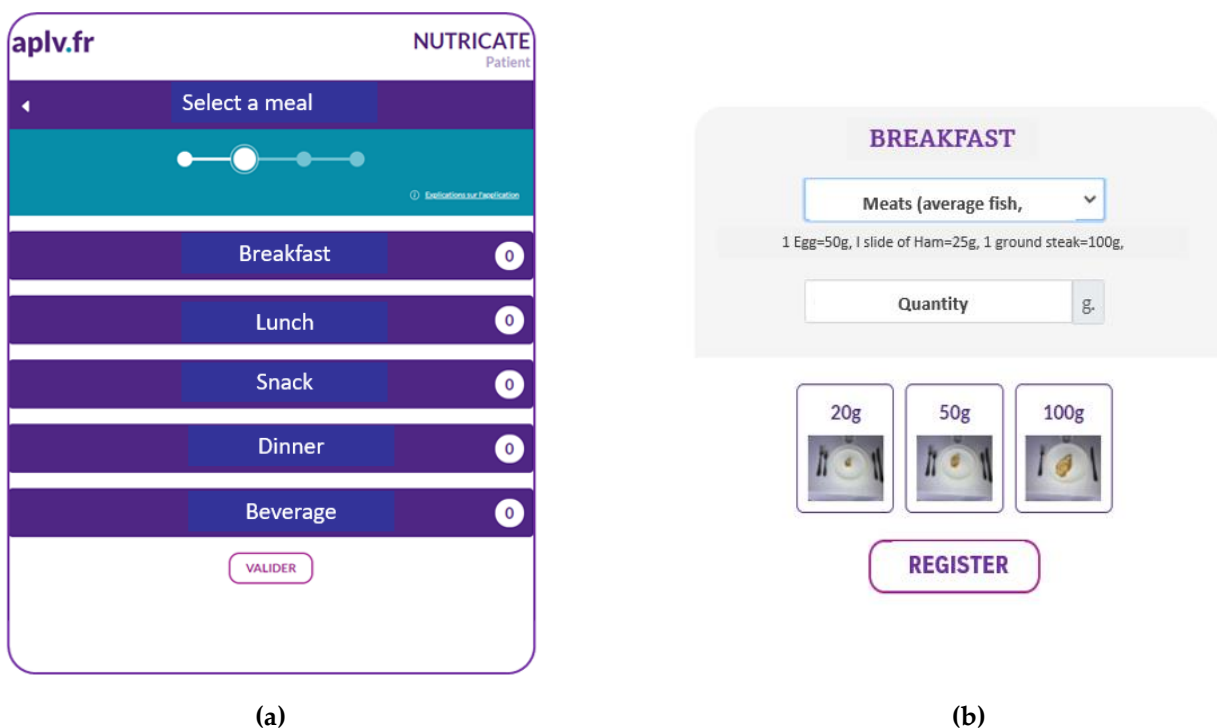 aplv.fr
NUTRICATE
Patient
Select a meal
Explications sur l'application
Breakfast 0
Lunch 0
Snack 0
Dinner 0
Beverage 0
VALIDER
(a)
BREAKFAST
Meats (average fish,
1 Egg=50g, I slide of Ham=25g, 1 ground steak=100g,
Quantity g.
20g 50g 100g
REGISTER
(b)